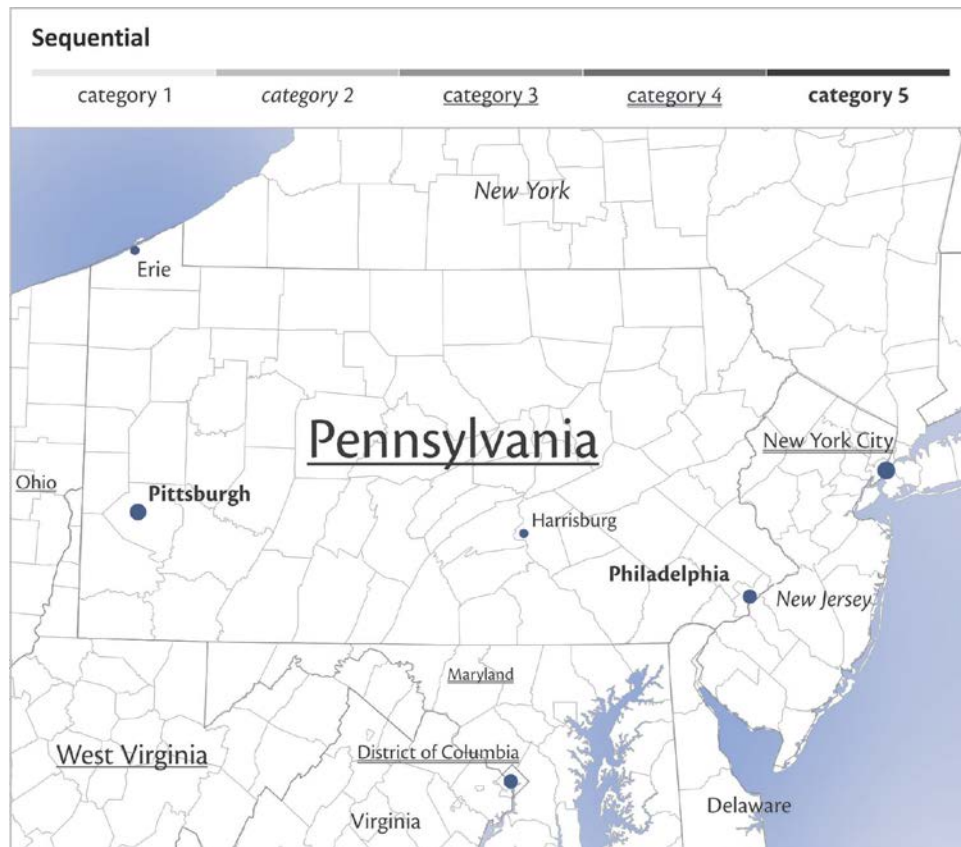 Sequential
category 1 category 2 category 3 category 4 category 5
New York
Erie
Pennsylvania
New York City
Ohio
Pittsburgh
Harrisburg
Philadelphia
New Jersey
Maryland
West Virginia
District of Columbia
Delaware
Virginia